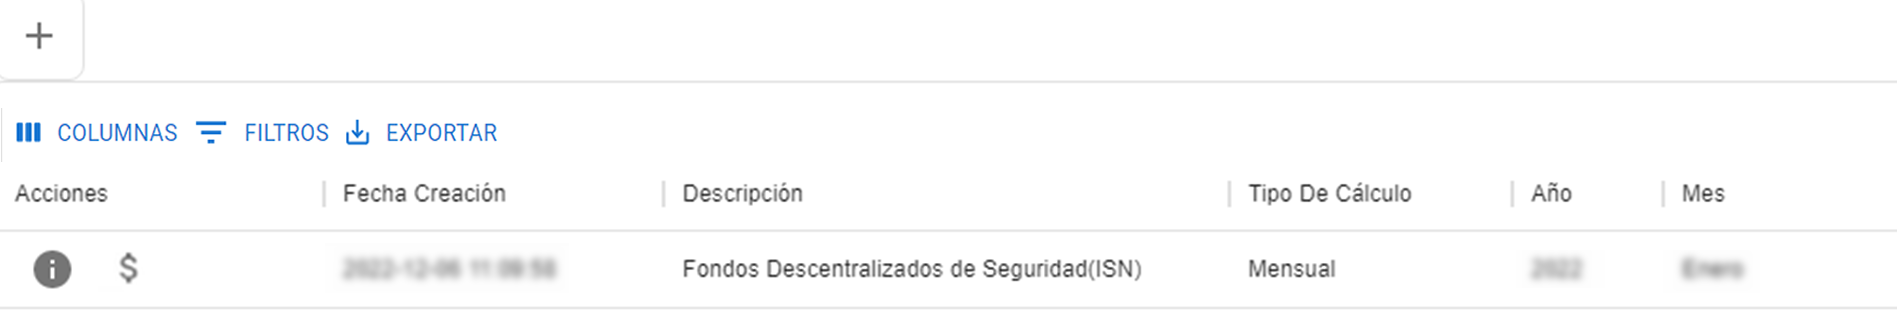 COLUMNAS FILTROS EXPORTAR
Acciones Fecha Creación Descripción Tipo De Cálculo Año Mes
$ Fondos Descentralizados de Seguridad(ISN) Mensual